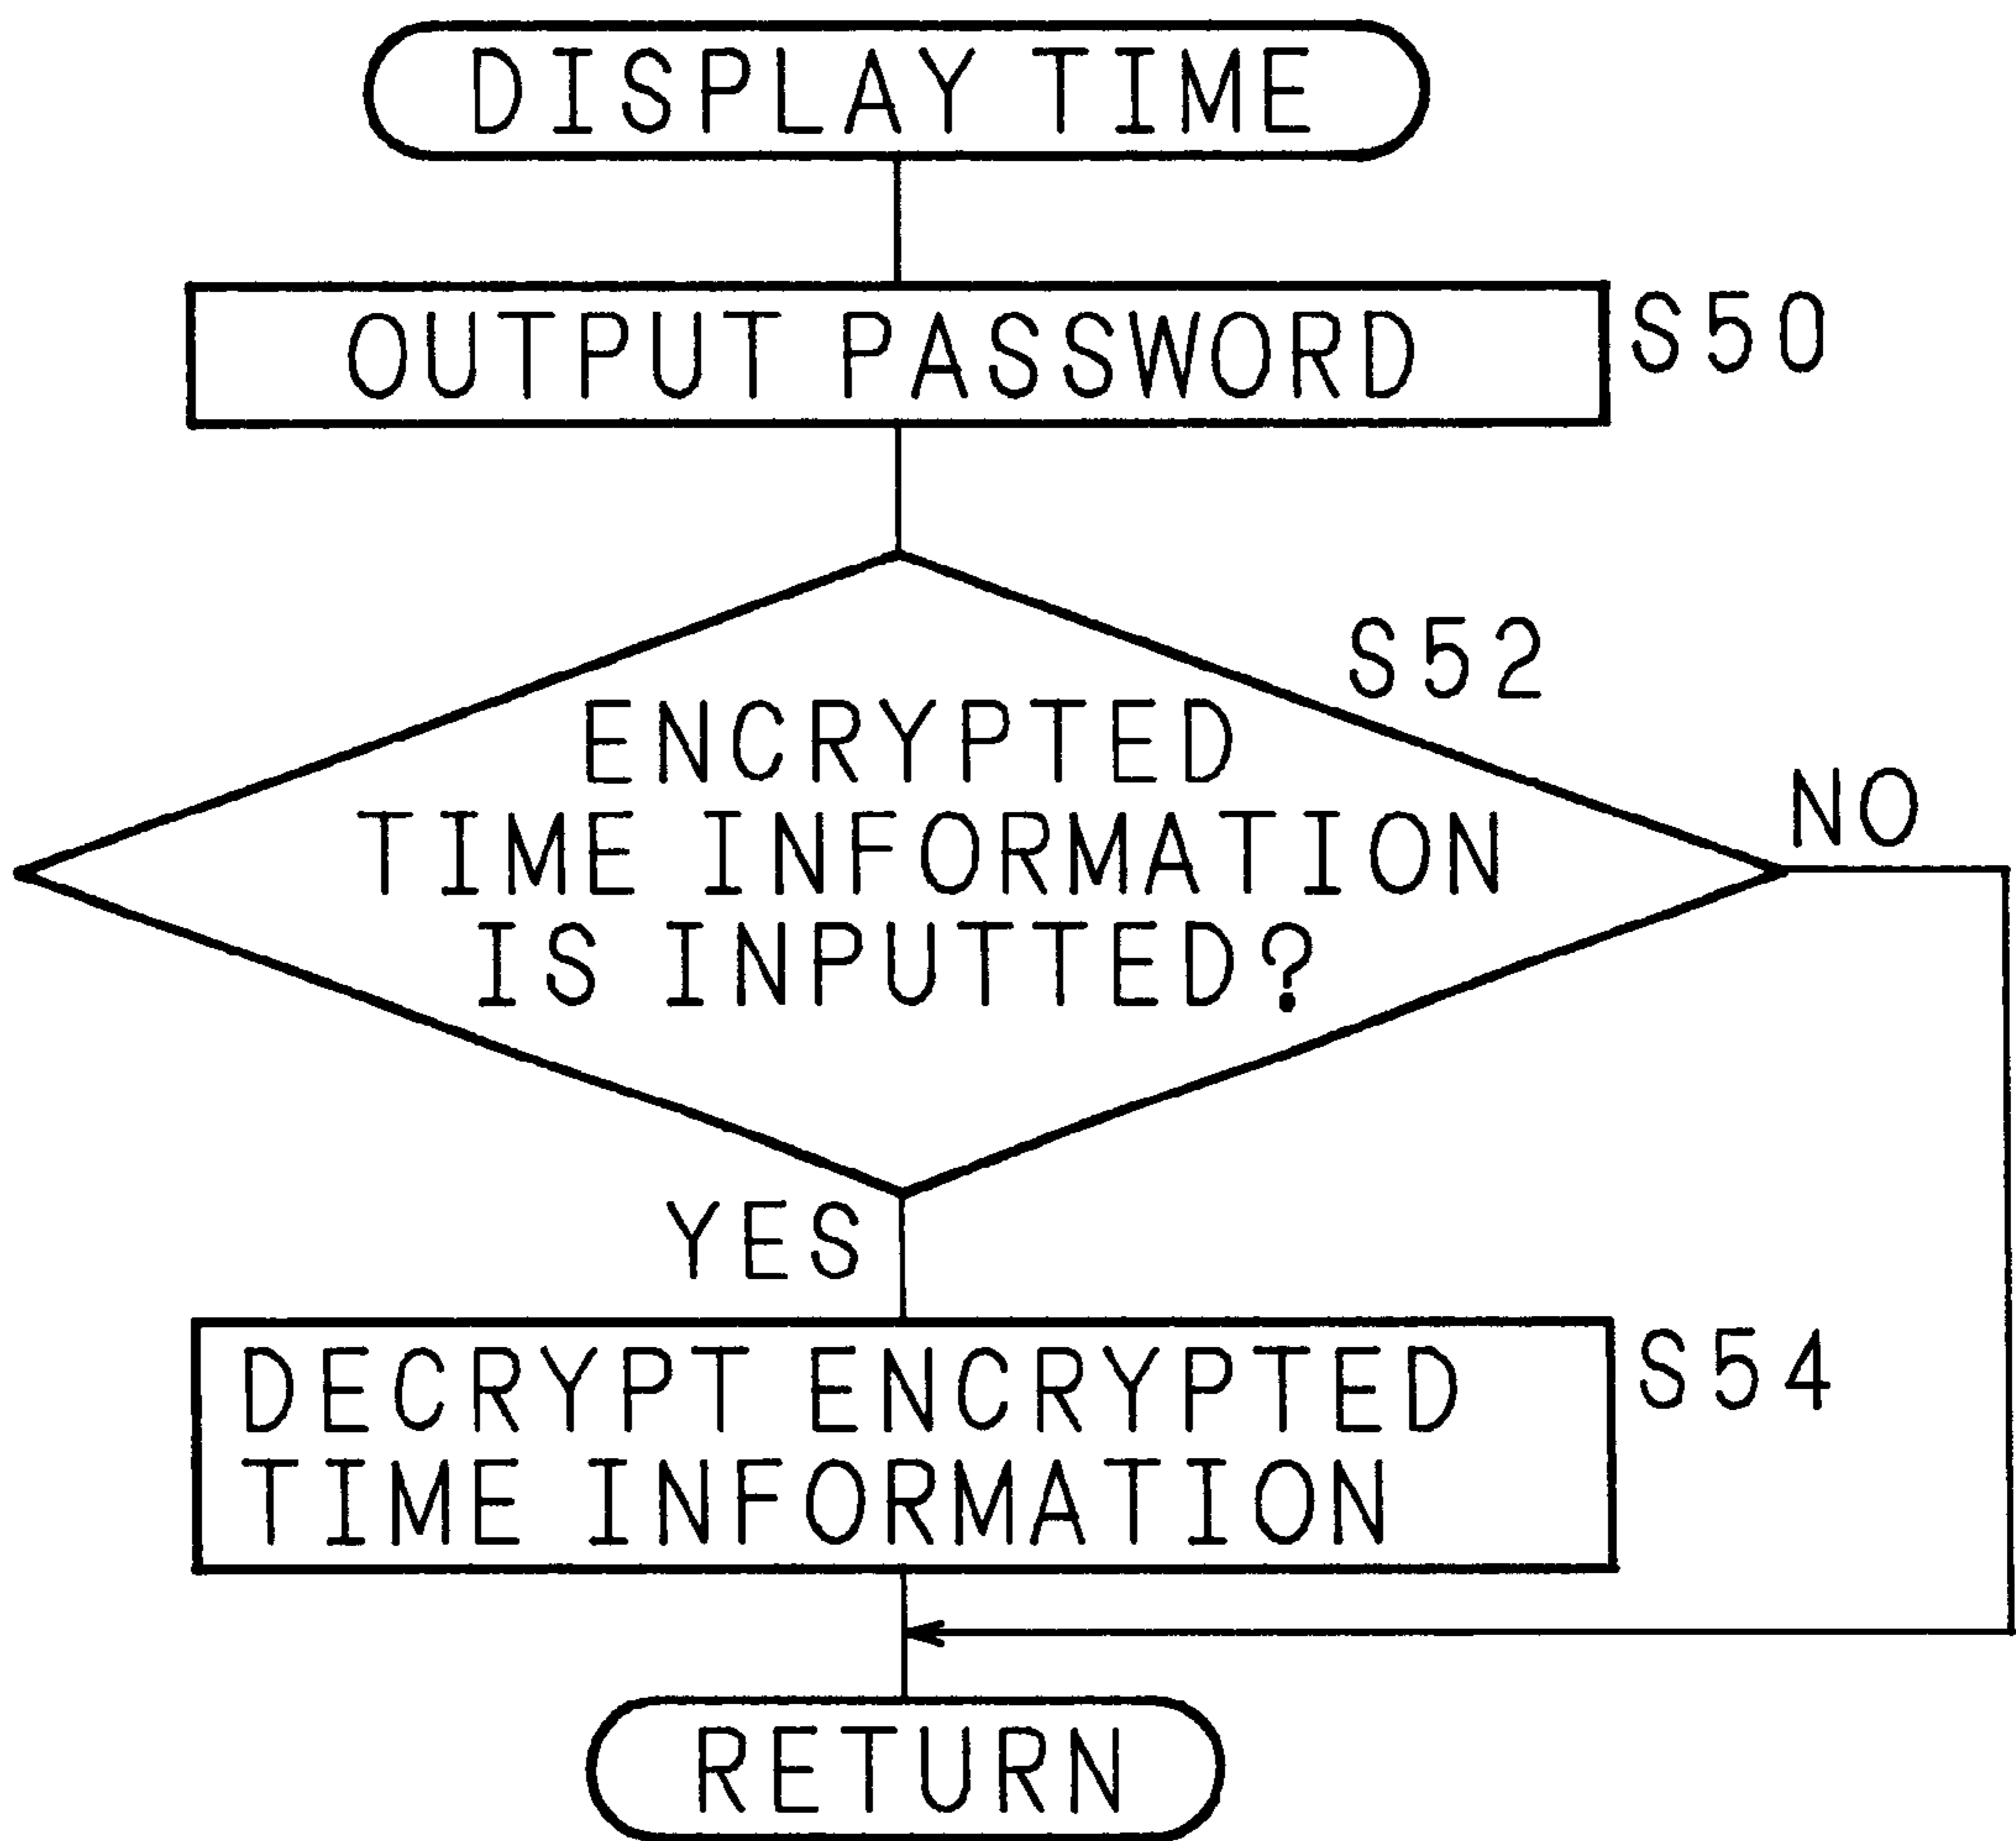 DISPLAY TIME
OUTPUT PASSWORD
S50
S52
ENCRYPTED
TIME INFORMATION
IS INPUTTED?
NO
YES
DECRYPT ENCRYPTED
TIME INFORMATION
S54
RETURN